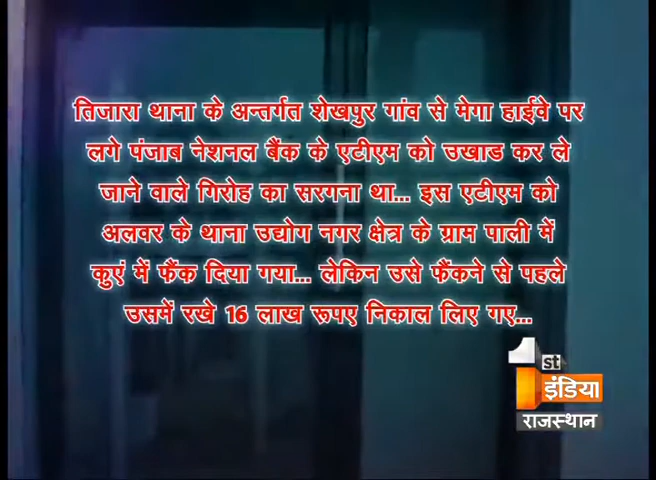 तिजारा थाना के अन्तर्गत शेखपुर गांव से मेगा हाईवे पर
लगे पंजाब नेशनल बैंक के एटीएम को उखाड कर ले
जाने वाले गिरोह का सरगना था... इस एटीएम को
अलवर के थाना उद्योग नगर क्षेत्र के ग्राम पाली में
कुएं में फैंक दिया गया... लेकिन उसे फैंकने से पहले
उसमें रखे 16 लाख रूपए निकाल लिए गए...
1st
इंडिया
राजस्थान